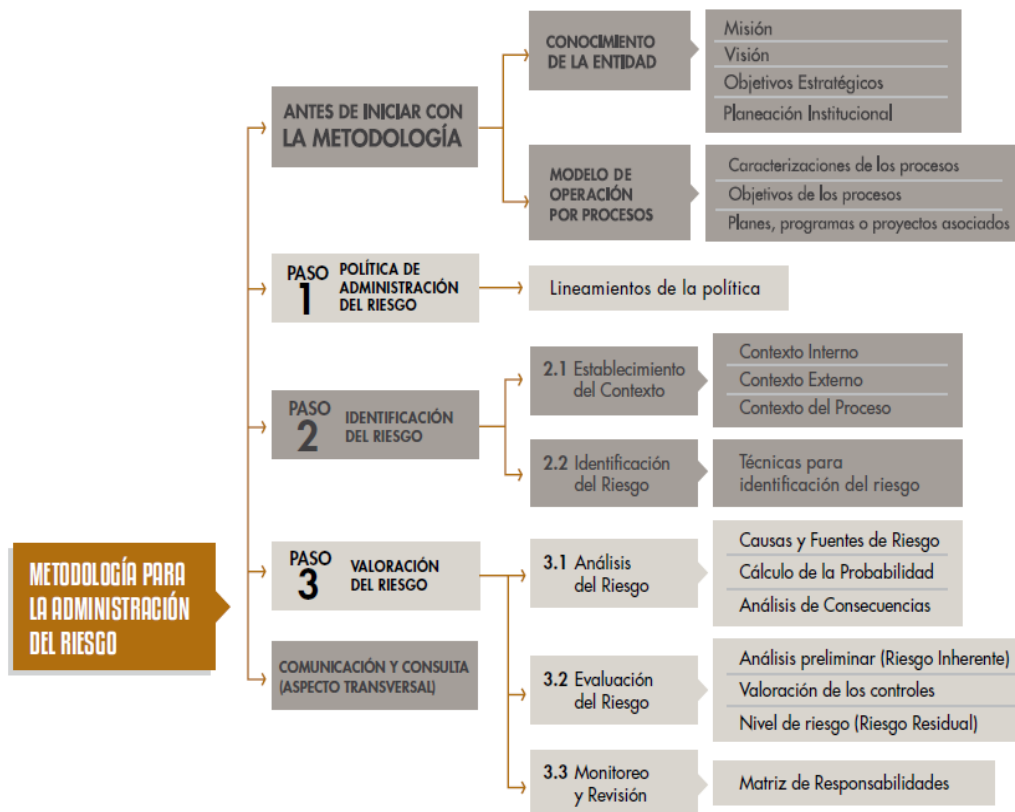 METODOLOGÍA PARA
LA ADMINISTRACIÓN
DEL RIESGO
ANTES DE INICIAR CON
LA METODOLOGÍA
CONOCIMIENTO
DE LA ENTIDAD
Misión
Visión
Objetivos Estratégicos
Planeación Institucional
MODELO DE
OPERACIÓN
POR PROCESOS
Caracterizaciones de los procesos
Objetivos de los procesos
Planes, programas o proyectos asociados
PASO
1
POLÍTICA DE
ADMINISTRACIÓN
DEL RIESGO
Lineamientos de la política
PASO
2
IDENTIFICACIÓN
DEL RIESGO
2.1 Establecimiento
del Contexto
Contexto Interno
Contexto Externo
Contexto del Proceso
2.2 Identificación
del Riesgo
Técnicas para
identificación del riesgo
PASO
3
VALORACIÓN
DEL RIESGO
3.1 Análisis
del Riesgo
Causas y Fuentes de Riesgo
Cálculo de la Probabilidad
Análisis de Consecuencias
3.2 Evaluación
del Riesgo
Análisis preliminar (Riesgo Inherente)
Valoración de los controles
Nivel de riesgo (Riesgo Residual)
3.3 Monitoreo
y Revisión
Matriz de Responsabilidades
COMUNICACIÓN Y CONSULTA
(ASPECTO TRANSVERSAL)